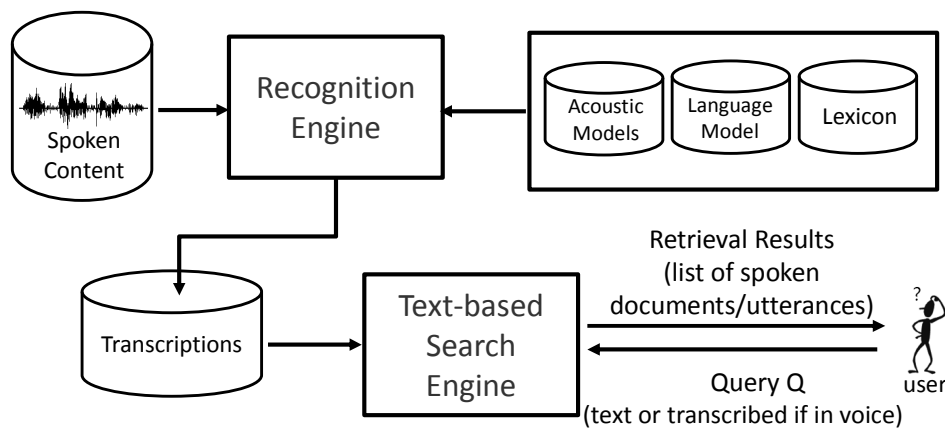 Spoken
Content
Recognition
Engine
Acoustic
Models
Language
Model
Lexicon
Transcriptions
Text-based
Search
Engine
Retrieval Results
(list of spoken
documents/utterances)
?
user
Query Q
(text or transcribed if in voice)